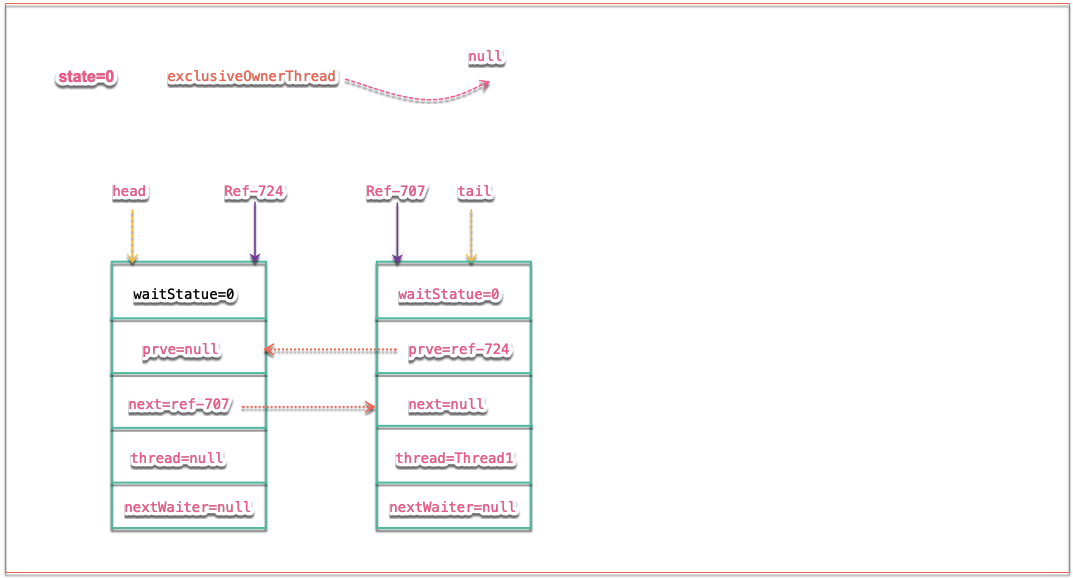 null
state=0 exclusiveOwnerThread
head Ref-724 Ref-707 tail
waitStatue=0 waitStatue=0
prve=null prve=ref-724
next=ref-707 next=null
thread=null thread=Thread1
nextWaiter=null nextWaiter=null